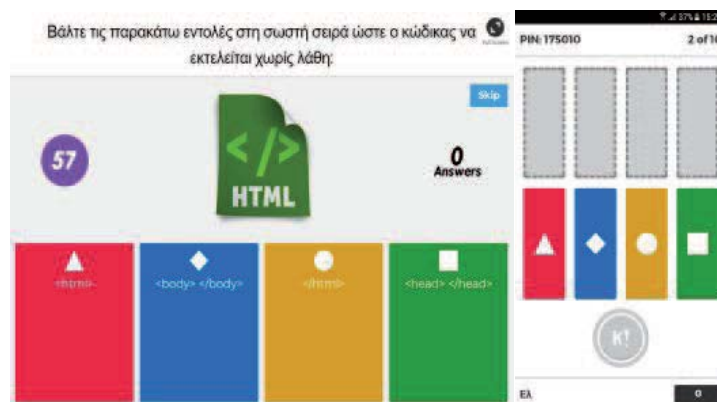 Βάλτε τις παρακάτω εντολές στη σωστή σειρά ώστε ο κώδικας να
εκτελείται χωρίς λάθη:
Skip
57
</>
HTML
0
Answers
<html>
<body> </body>
</html>
<head> </head>
PIN: 175010
2 of 10
K!
Ελ
0